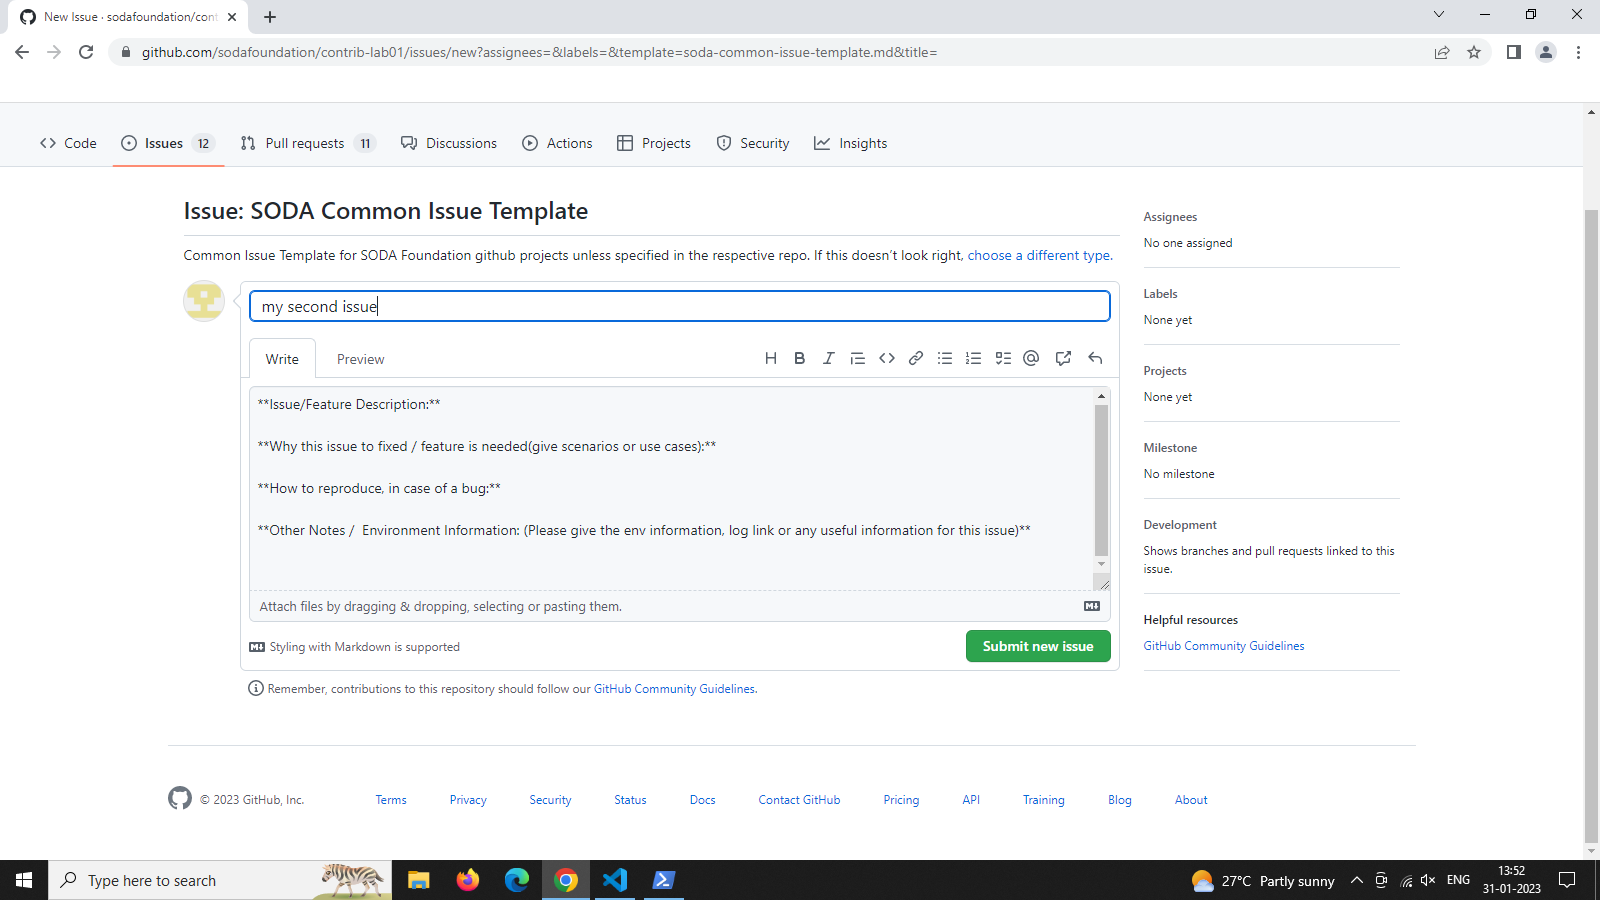 New Issue · sodafoundation/cont
github.com/sodafoundation/contrib-lab01/issues/new?assignees=&labels=&template=soda-common-issue-template.md&title=
Code
Issues 12
Pull requests 11
Discussions
Actions
Projects
Security
Insights
Issue: SODA Common Issue Template
Common Issue Template for SODA Foundation github projects unless specified in the respective repo. If this doesn’t look right, choose a different type.
my second issue
Write
Preview
**Issue/Feature Description:**
**Why this issue to fixed / feature is needed(give scenarios or use cases):**
**How to reproduce, in case of a bug:**
**Other Notes /  Environment Information: (Please give the env information, log link or any useful information for this issue)**
Attach files by dragging & dropping, selecting or pasting them.
Styling with Markdown is supported
Submit new issue
Remember, contributions to this repository should follow our GitHub Community Guidelines.
Assignees
No one assigned
Labels
None yet
Projects
None yet
Milestone
No milestone
Development
Shows branches and pull requests linked to this
issue.
Helpful resources
GitHub Community Guidelines
© 2023 GitHub, Inc.
Terms
Privacy
Security
Status
Docs
Contact GitHub
Pricing
API
Training
Blog
About
Type here to search
27°C Partly sunny
ENG
13:52
31-01-2023